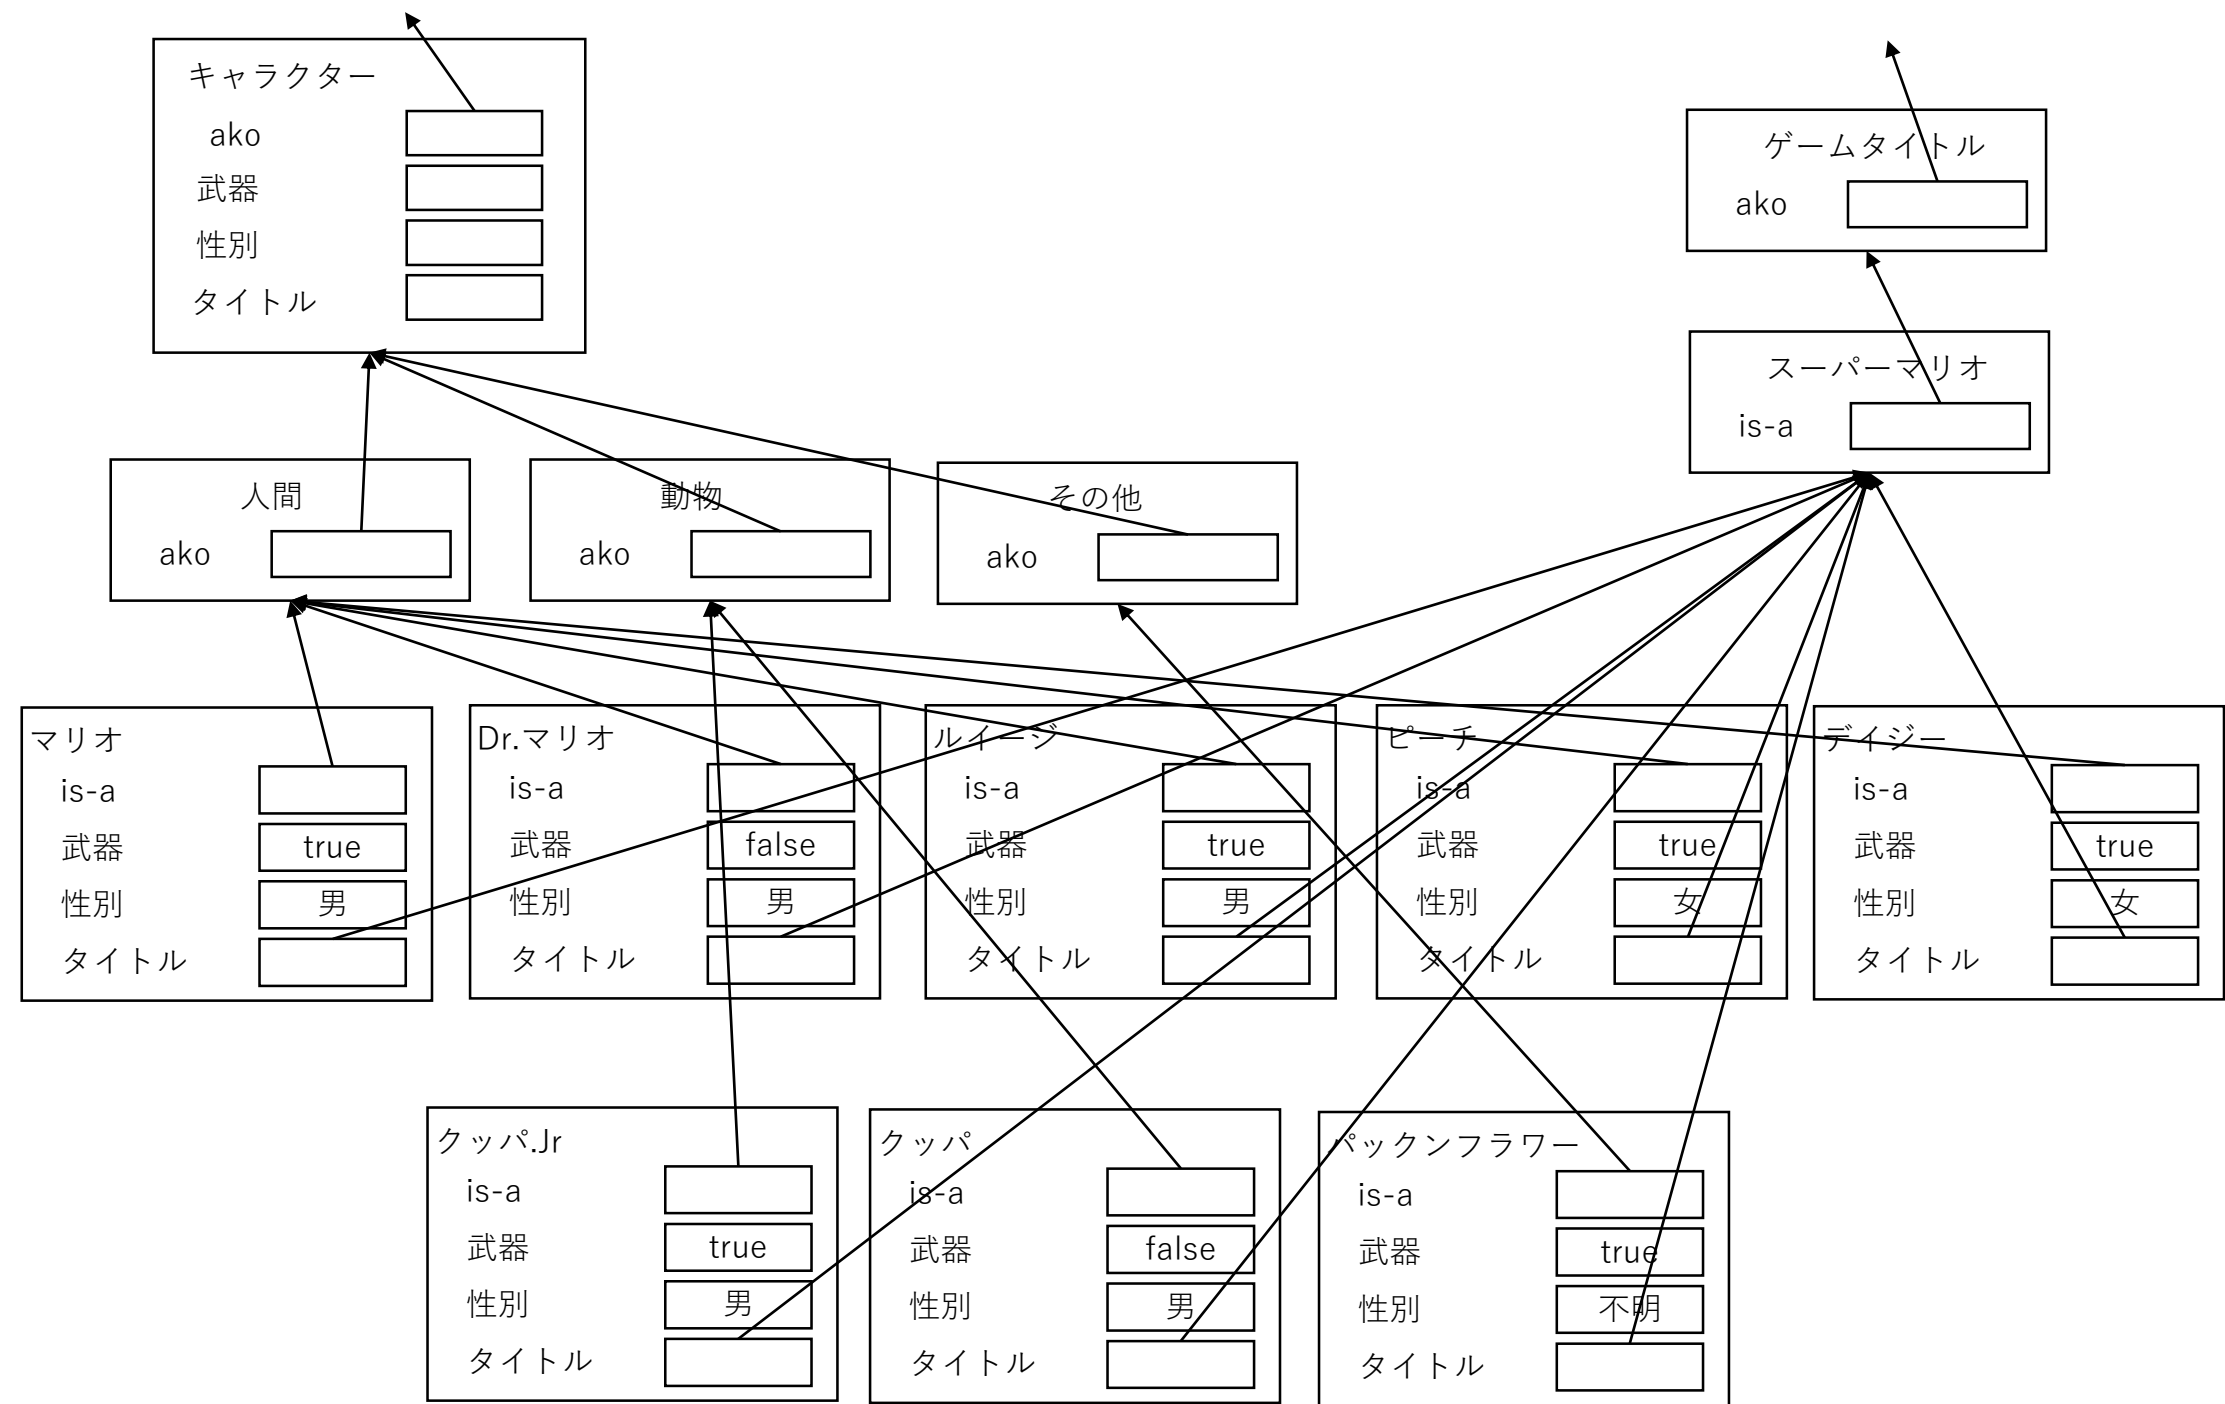 キャラクター
ako
武器
性別
タイトル
ゲームタイトル
ako
スーパーマリオ
is-a
人間
ako
動物
ako
その他
ako
マリオ
is-a
武器 true
性別 男
タイトル
Dr.マリオ
is-a
武器 false
性別 男
タイトル
ルイージ
is-a
武器 true
性別 男
タイトル
ピーチ
is-a
武器 true
性別 女
タイトル
デイジー
is-a
武器 true
性別 女
タイトル
クッパ.Jr
is-a
武器 true
性別 男
タイトル
クッパ
is-a
武器 false
性別 男
タイトル
パックンフラワー
is-a
武器 true
性別 不明
タイトル